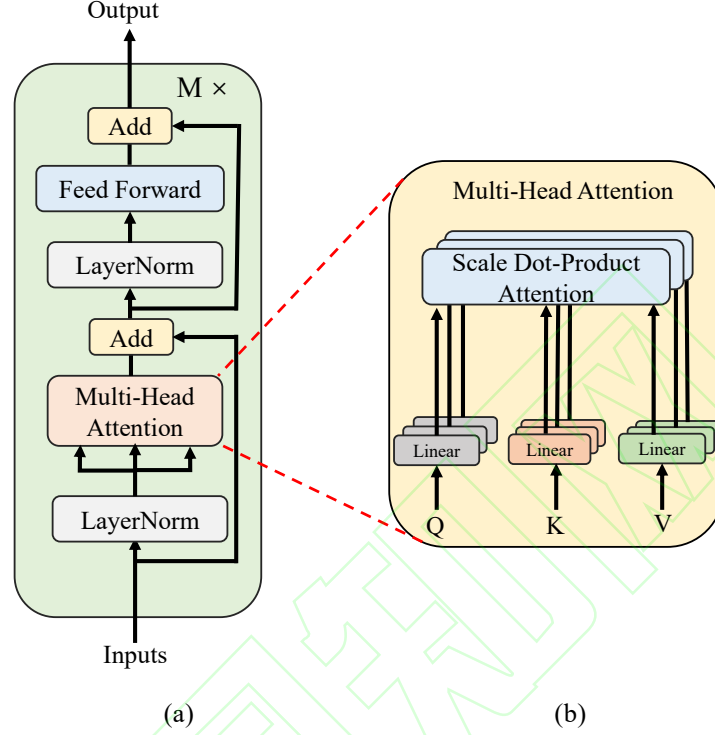 Output
M ×
Add
Feed Forward
LayerNorm
Add
Multi-Head
Attention
LayerNorm
Inputs
(a)
Multi-Head Attention
Scale Dot-Product
Attention
Linear
Linear
Linear
Q
K
V
(b)